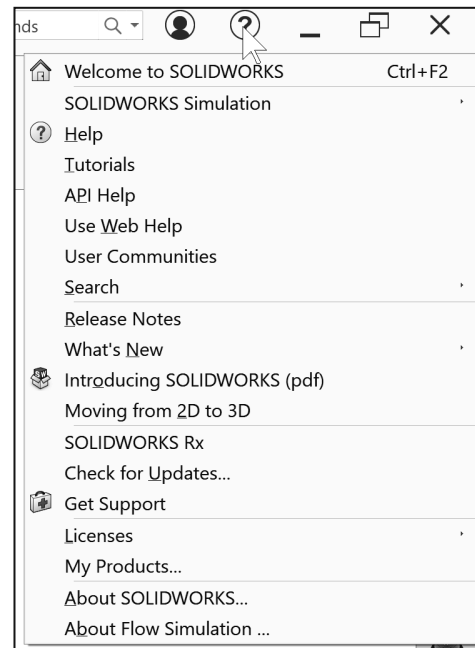 nds
Welcome to SOLIDWORKS Ctrl+F2
SOLIDWORKS Simulation
Help
Tutorials
API Help
Use Web Help
User Communities
Search
Release Notes
What's New
Introducing SOLIDWORKS (pdf)
Moving from 2D to 3D
SOLIDWORKS Rx
Check for Updates...
Get Support
Licenses
My Products...
About SOLIDWORKS...
About Flow Simulation ...